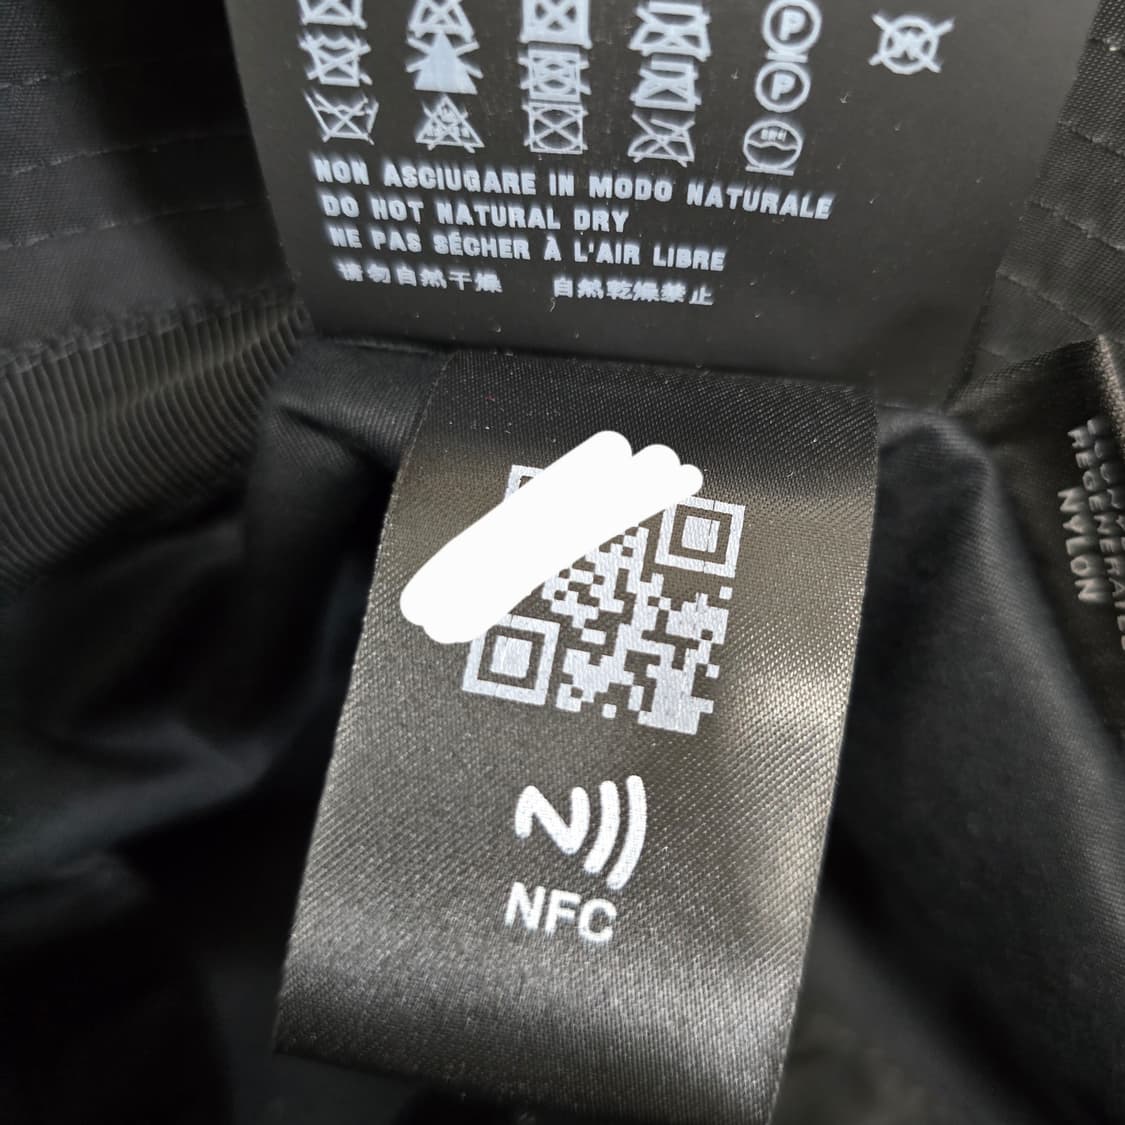 NON ASCIUGARE IN MODO NATURALE
DO NOT NATURAL DRY
NE PAS SÉCHER À L'AIR LIBRE
请勿自然干燥 自然乾燥禁止
NFC
REGENERATED
NYLON